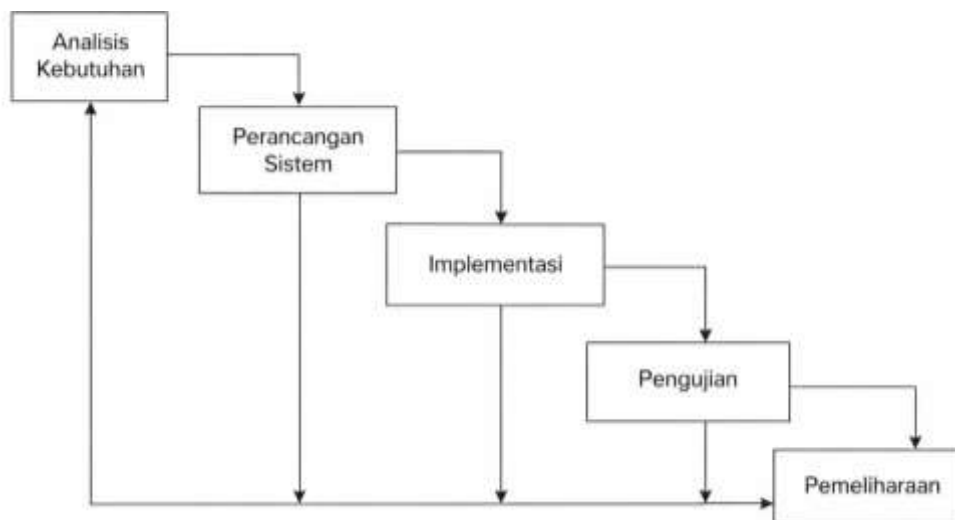 Analisis
Kebutuhan
Perancangan
Sistem
Implementasi
Pengujian
Pemeliharaan